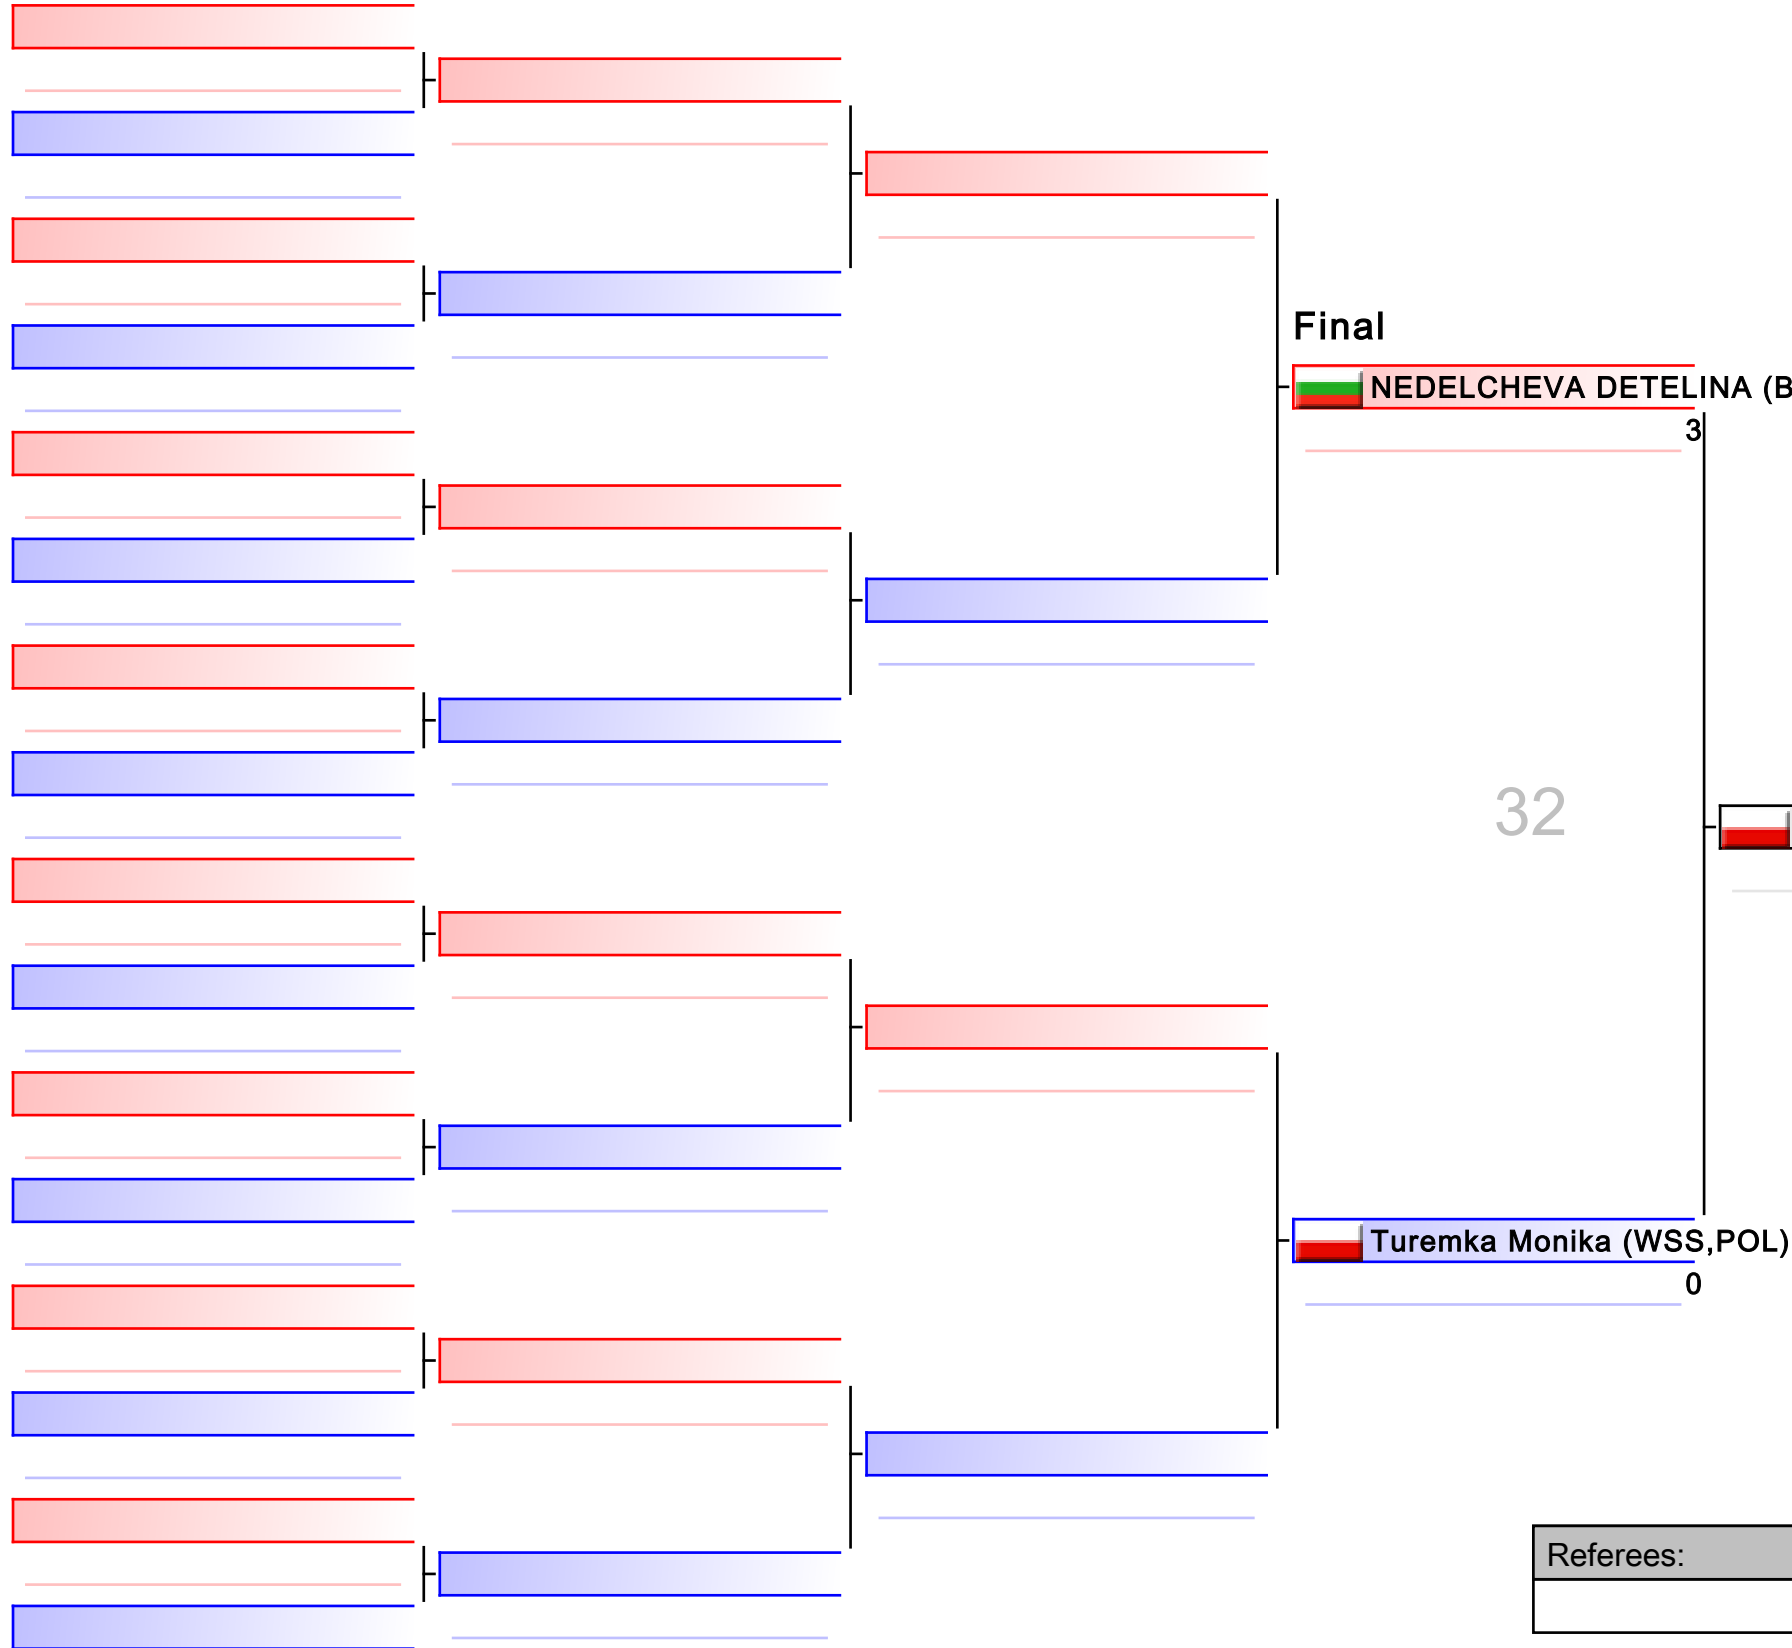 Final
NEDELCHEVA DETELINA (B
3
32
Turemka Monika (WSS,POL)
0
Referees: